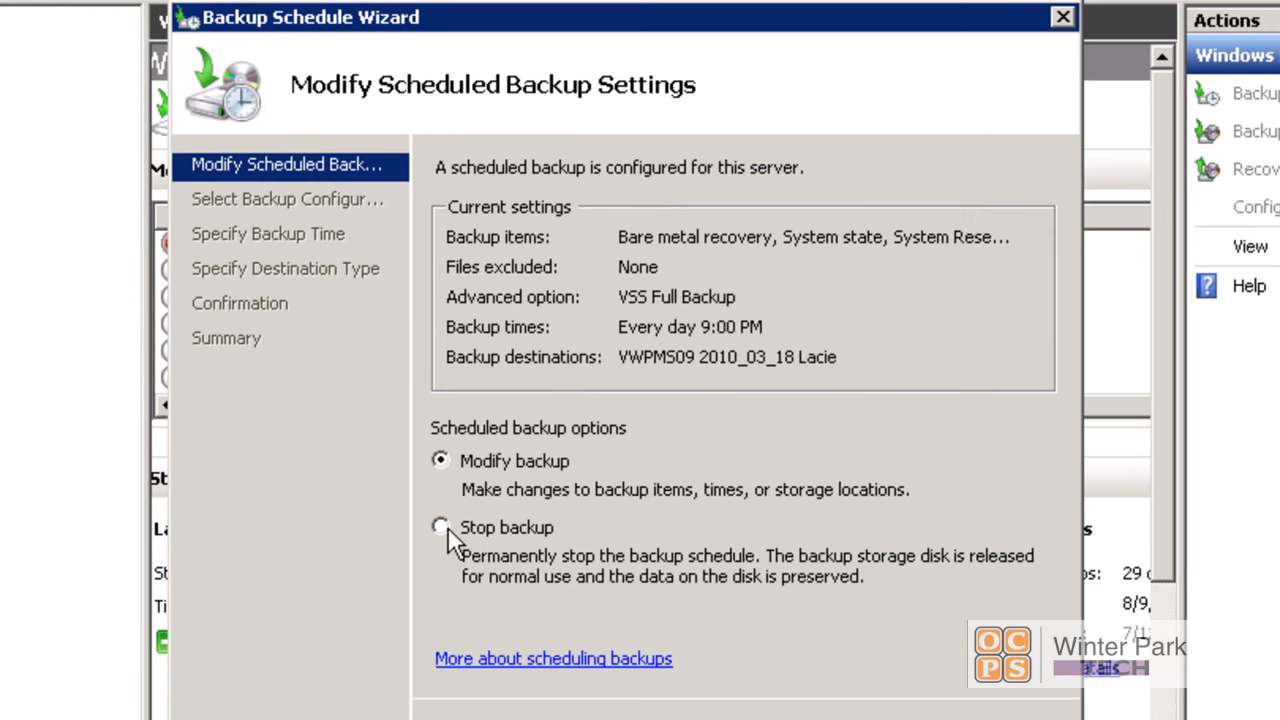 Backup Schedule Wizard
Modify Scheduled Backup Settings
Modify Scheduled Back...
Select Backup Configur...
Specify Backup Time
Specify Destination Type
Confirmation
Summary
A scheduled backup is configured for this server.
Current settings
Backup items: Bare metal recovery, System state, System Rese...
Files excluded: None
Advanced option: VSS Full Backup
Backup times: Every day 9:00 PM
Backup destinations: VWPMS09 2010_03_18 Lacie
Scheduled backup options
Modify backup
Make changes to backup items, times, or storage locations.
Stop backup
Permanently stop the backup schedule. The backup storage disk is released
for normal use and the data on the disk is preserved.
More about scheduling backups
Actions
Windows
Backup
Backup
Recov
Config
View
Help
29
8/9,
OCPS
Winter Park
TECH